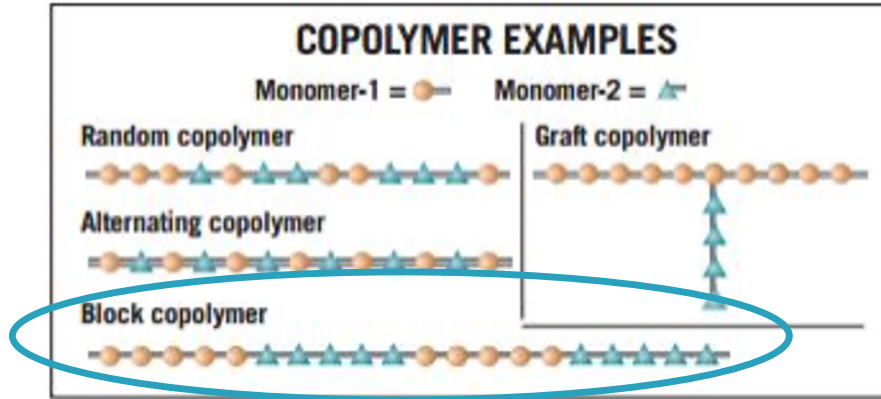 COPOLYMER EXAMPLES
Monomer-1 =
Monomer-2 =
Random copolymer
Graft copolymer
Alternating copolymer
Block copolymer